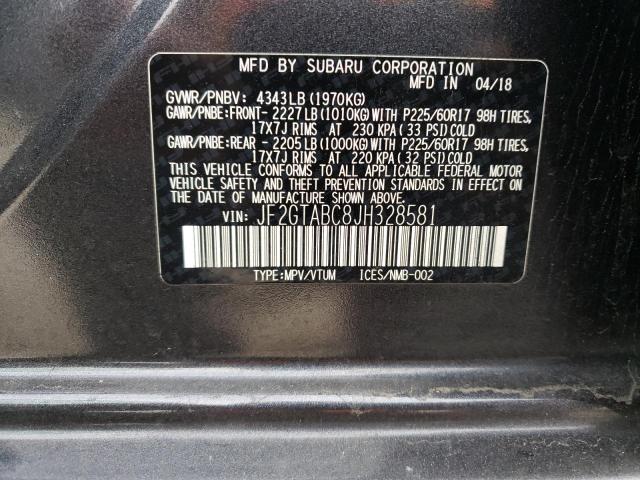 MFD BY SUBARU CORPORATION
MFD IN 04/18
GVWR/PNBV: 4343LB (1970KG)
GAWR/PNBE:FRONT- 2227LB (1010KG)WITH P225/60R17 98H TIRES,
17X7J RIMS AT 230 KPA (33 PSI)COLD
GAWR/PNBE:REAR - 2205LB (1000KG)WITH P225/60R17 98H TIRES,
17X7J RIMS AT 220 KPA (32 PSI)COLD
THIS VEHICLE CONFORMS TO ALL APPLICABLE FEDERAL MOTOR
VEHICLE SAFETY AND THEFT PREVENTION STANDARDS IN EFFECT ON
THE DATE OF MANUFACTURE SHOWN ABOVE.
VIN: JF2GTABC8JH328581
TYPE:MPV/VTUM ICES/NMB-002